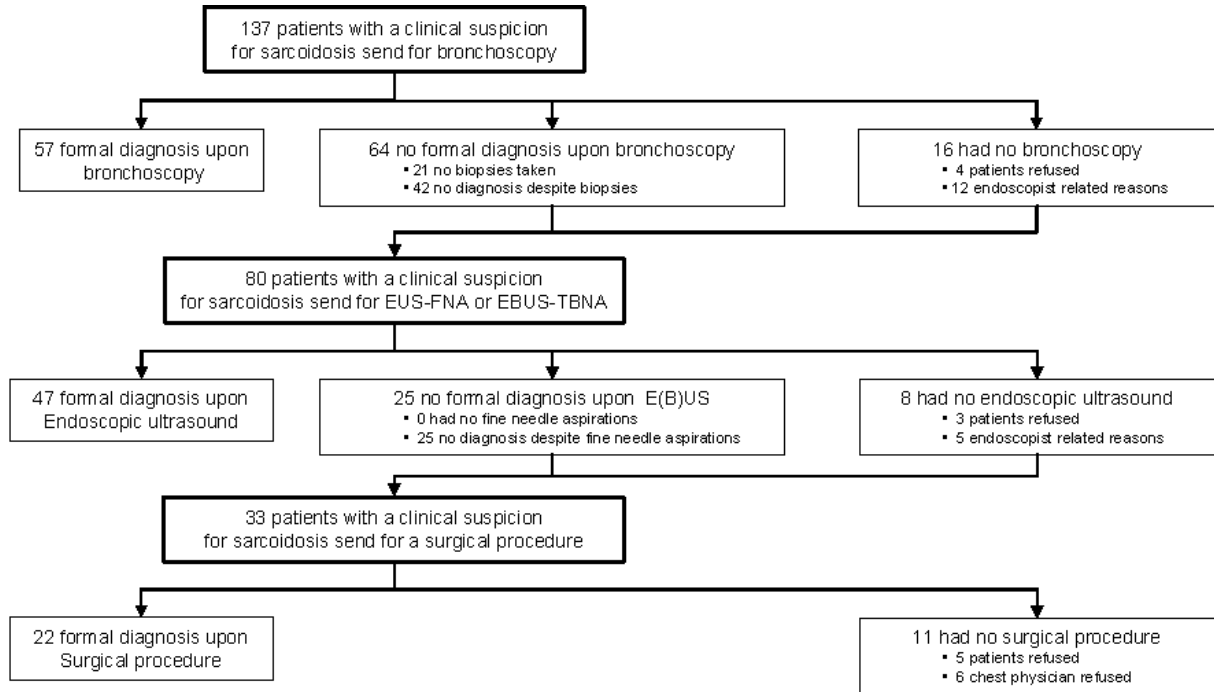 137 patients with a clinical suspicion
for sarcoidosis send for bronchoscopy
57 formal diagnosis upon
bronchoscopy
64 no formal diagnosis upon bronchoscopy
▪ 21 no biopsies taken
▪ 42 no diagnosis despite biopsies
16 had no bronchoscopy
▪ 4 patients refused
▪ 12 endoscopist related reasons
80 patients with a clinical suspicion
for sarcoidosis send for EUS-FNA or EBUS-TBNA
47 formal diagnosis upon
Endoscopic ultrasound
25 no formal diagnosis upon E(B)US
▪ 0 had no fine needle aspirations
▪ 25 no diagnosis despite fine needle aspirations
8 had no endoscopic ultrasound
▪ 3 patients refused
▪ 5 endoscopist related reasons
33 patients with a clinical suspicion
for sarcoidosis send for a surgical procedure
22 formal diagnosis upon
Surgical procedure
11 had no surgical procedure
▪ 5 patients refused
▪ 6 chest physician refused